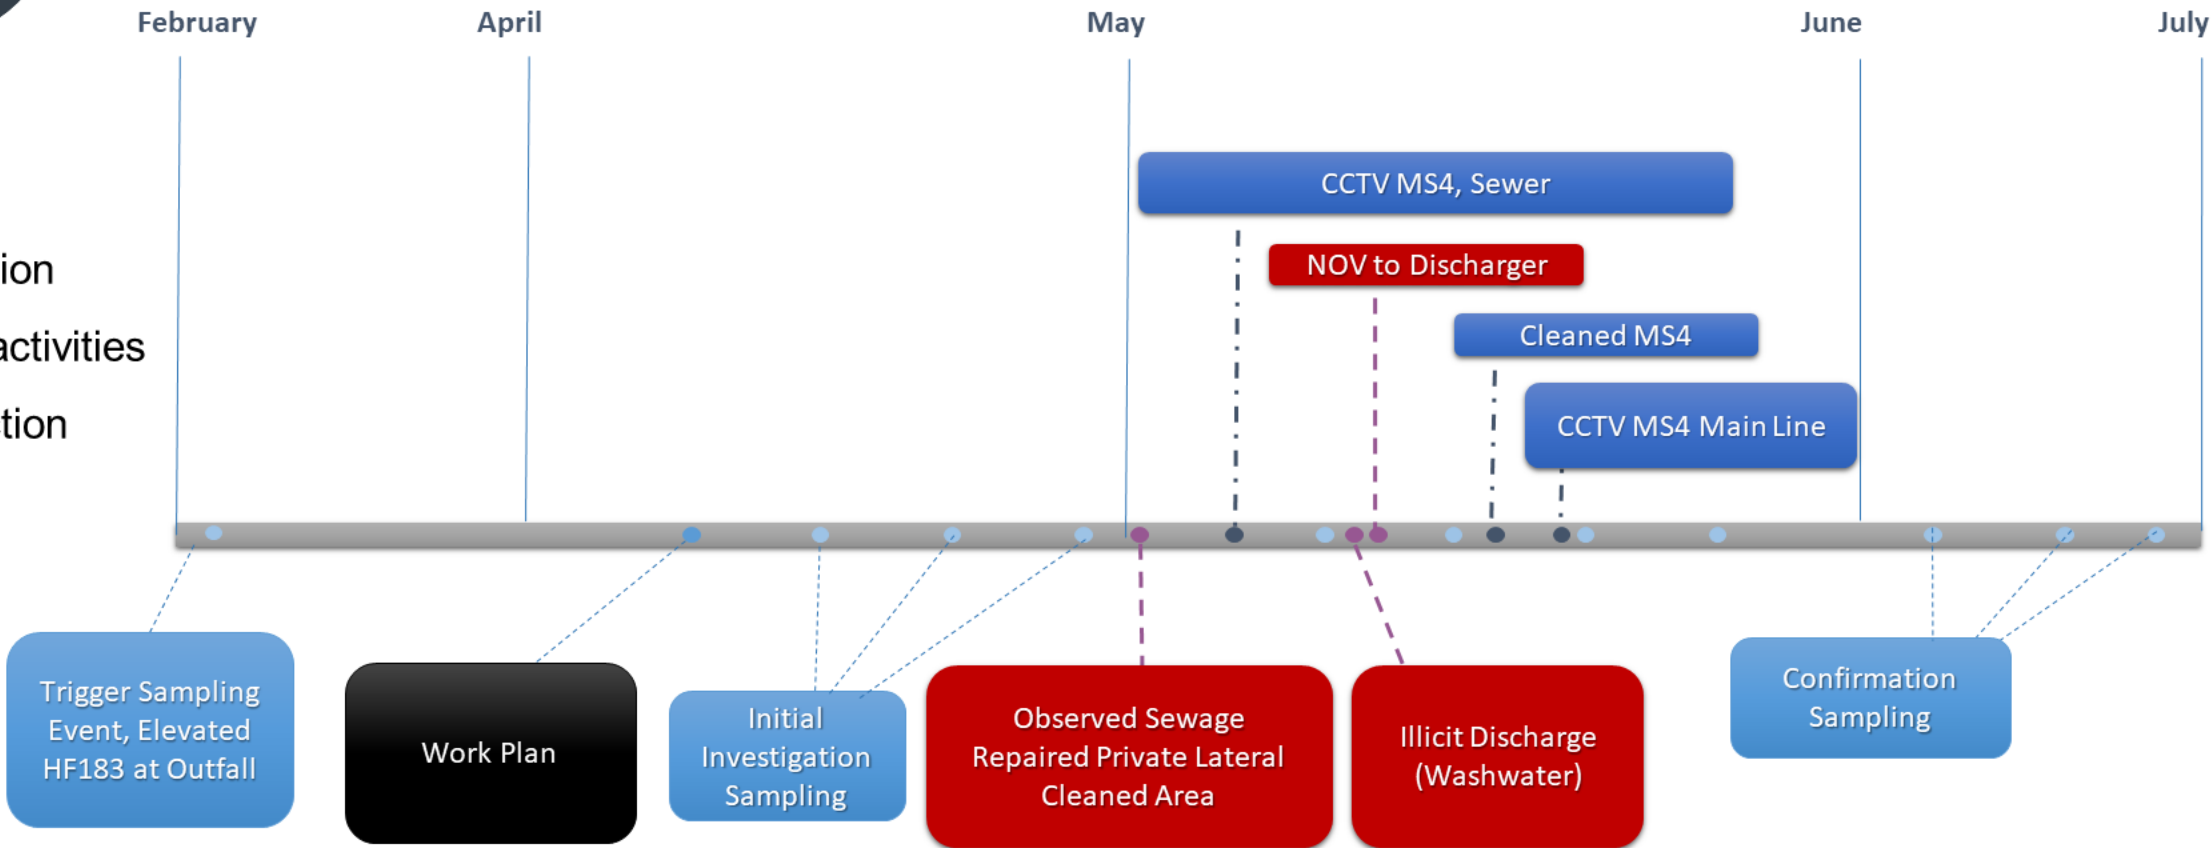 February
April
May
June
July
CCTV MS4, Sewer
NOV to Discharger
Cleaned MS4
CCTV MS4 Main Line
activities
Trigger Sampling
Event, Elevated
HF183 at Outfall
Work Plan
Initial
Investigation
Sampling
Observed Sewage
Repaired Private Lateral
Cleaned Area
Illicit Discharge
(Washwater)
Confirmation
Sampling